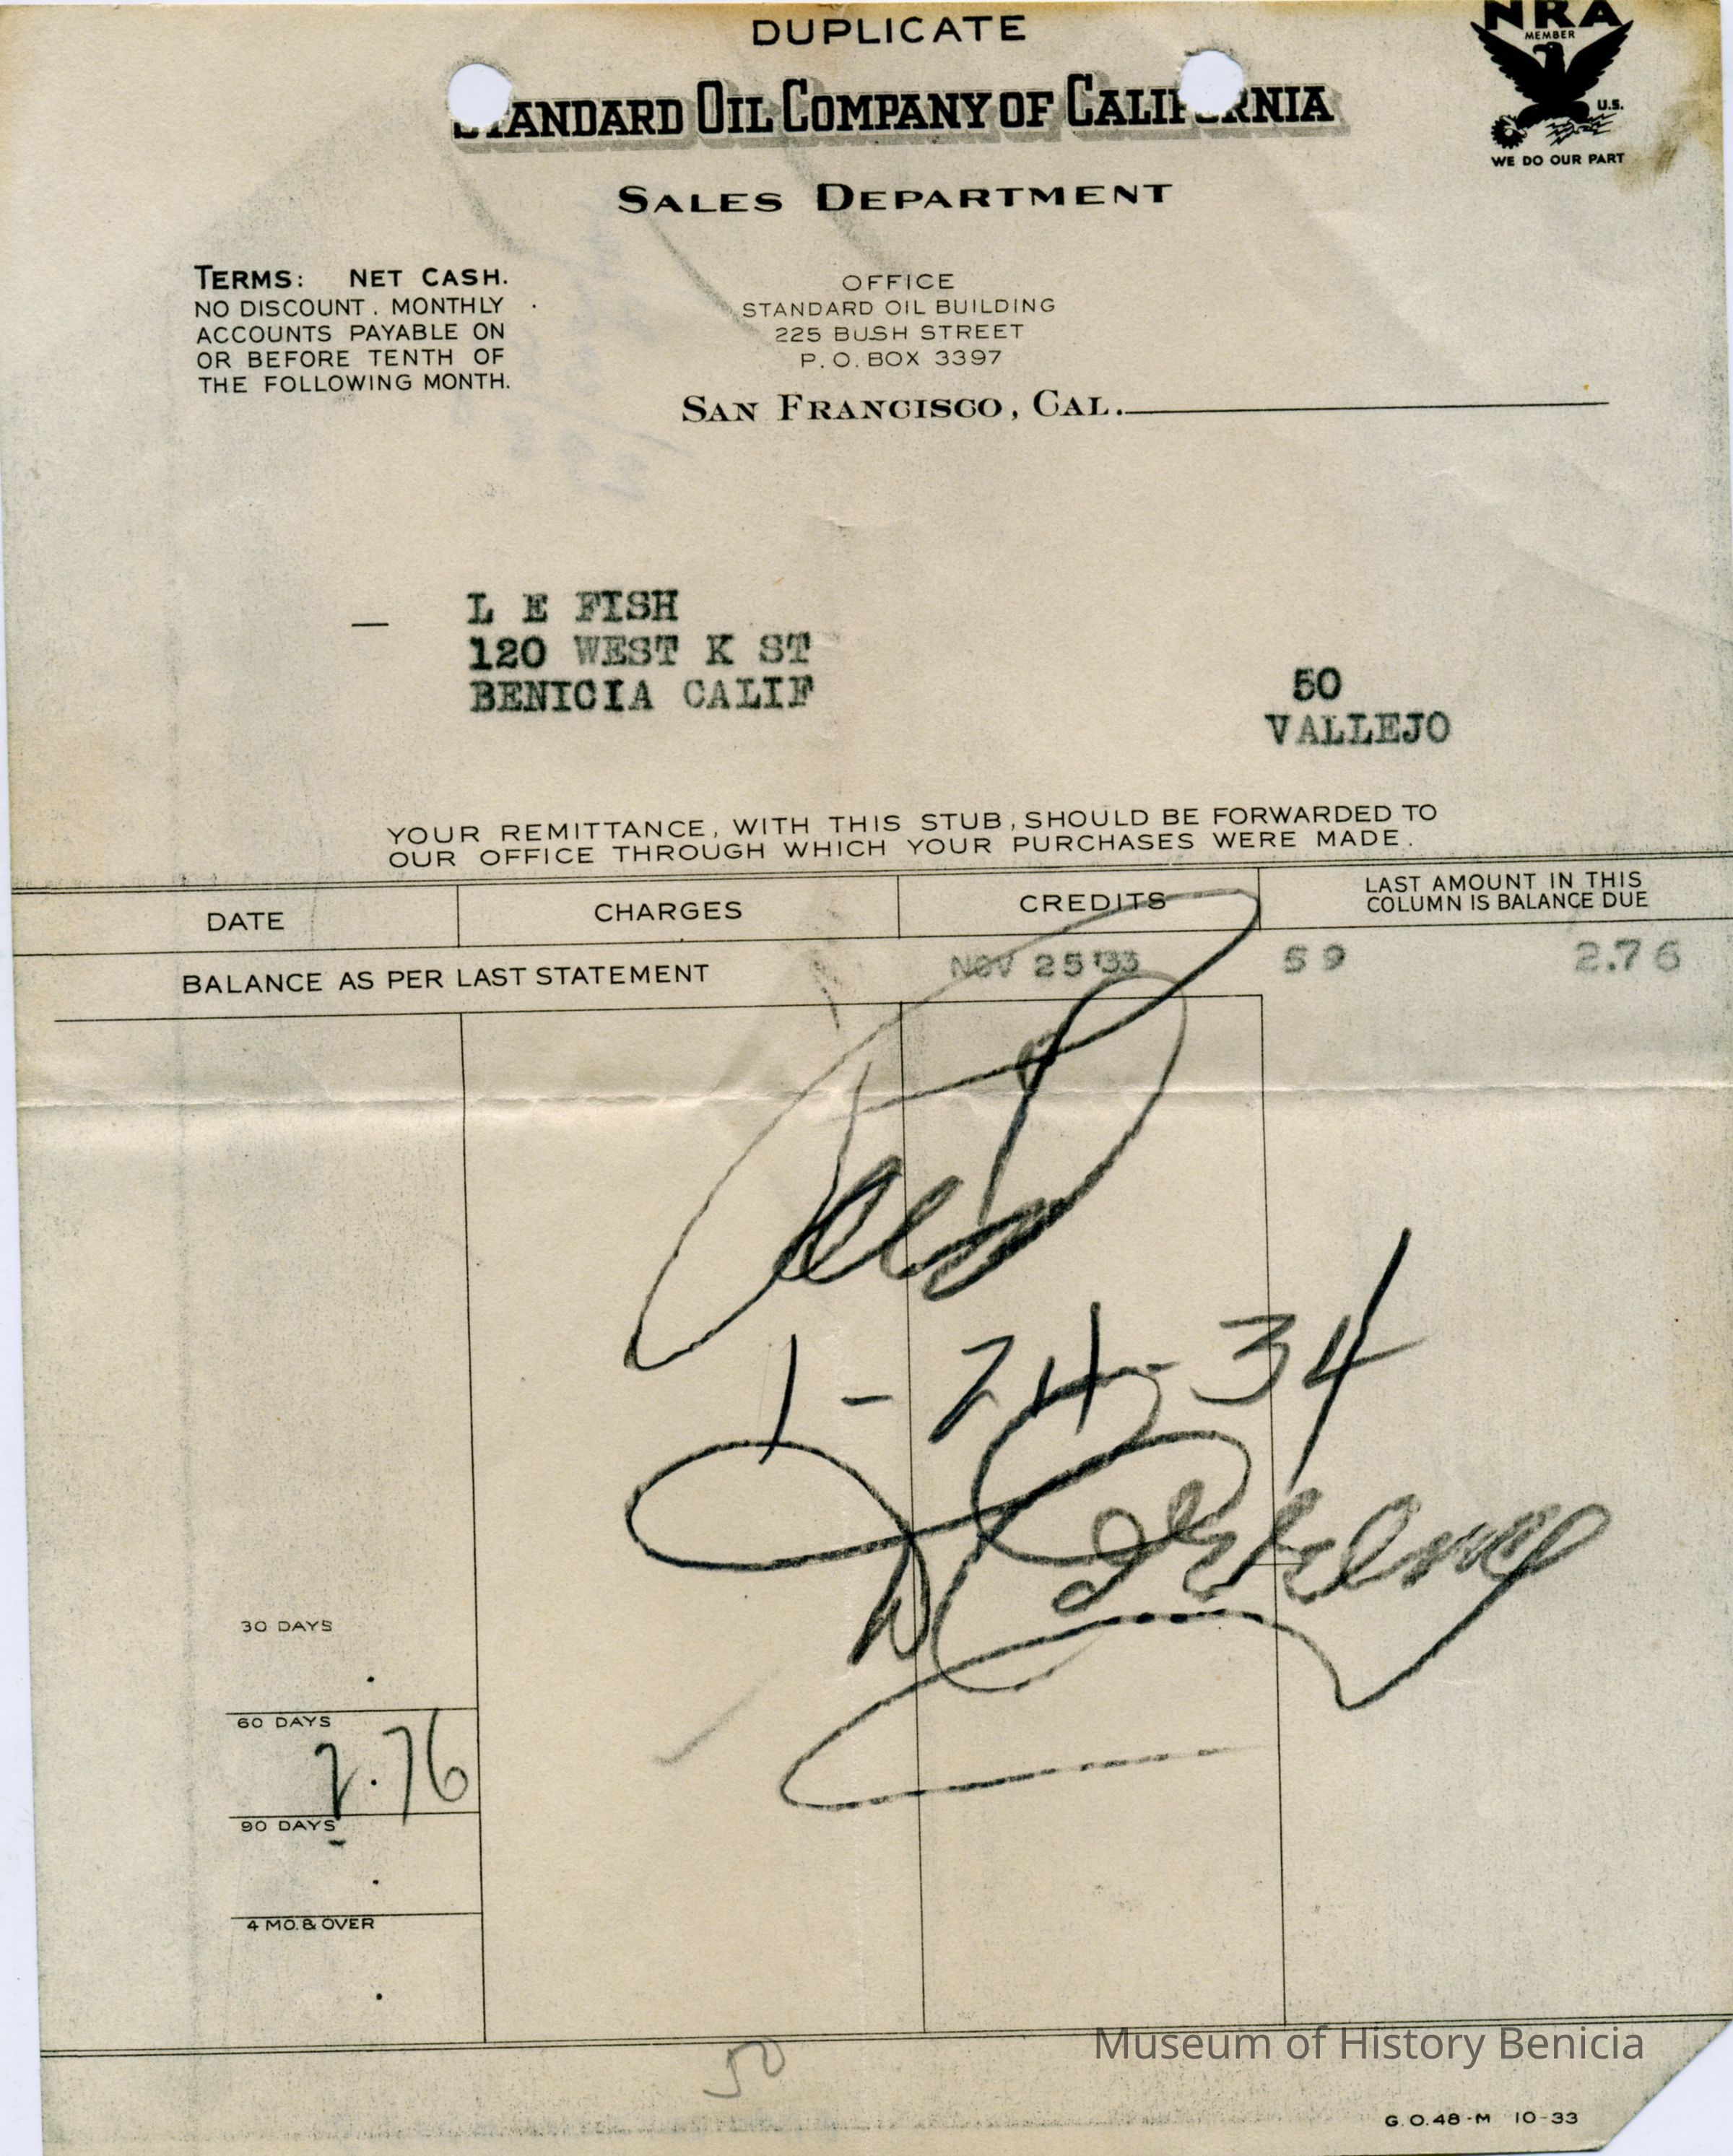 DUPLICATE
NRA
MEMBER
U.S.
WE DO OUR PART
STANDARD OIL COMPANY OF CALIFORNIA
SALES DEPARTMENT
TERMS: NET CASH.
NO DISCOUNT. MONTHLY
ACCOUNTS PAYABLE ON
OR BEFORE TENTH OF
THE FOLLOWING MONTH.
OFFICE
STANDARD OIL BUILDING
225 BUSH STREET
P.O. BOX 3397
SAN FRANCISCO, CAL.
L E FISH
120 WEST K ST
BENICIA CALIF
50
VALLEJO
YOUR REMITTANCE, WITH THIS STUB, SHOULD BE FORWARDED TO
OUR OFFICE THROUGH WHICH YOUR PURCHASES WERE MADE.
DATE
CHARGES
CREDITS
LAST AMOUNT IN THIS
COLUMN IS BALANCE DUE
BALANCE AS PER LAST STATEMENT
NOV 25 '33 59 2.76
1-24-34
30 DAYS
60 DAYS
2.76
90 DAYS
4 MO. & OVER
50
Museum of History Benicia
G.O.48-M 10-33